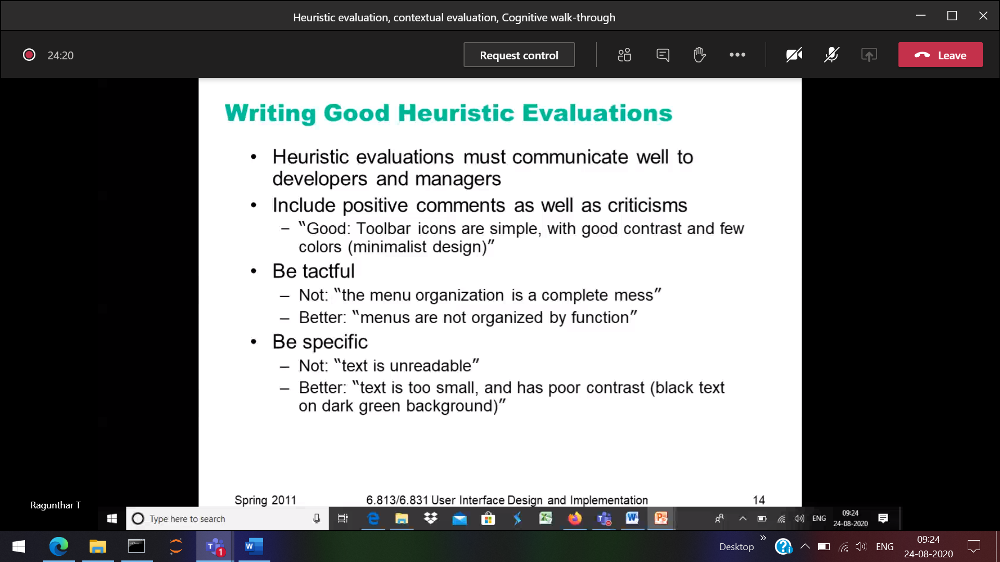 Heuristic evaluation, contextual evaluation, Cognitive walk-through
24:20
Request control
Leave
Writing Good Heuristic Evaluations
• Heuristic evaluations must communicate well to
developers and managers
• Include positive comments as well as criticisms
– “Good: Toolbar icons are simple, with good contrast and few
colors (minimalist design)”
• Be tactful
– Not: “the menu organization is a complete mess”
– Better: “menus are not organized by function”
• Be specific
– Not: “text is unreadable”
– Better: “text is too small, and has poor contrast (black text
on dark green background)”
Spring 2011 6.813/6.831 User Interface Design and Implementation 14
Ragunthar T
Type here to search
ENG
09:24
24-08-2020
Desktop
ENG
09:24
24-08-2020